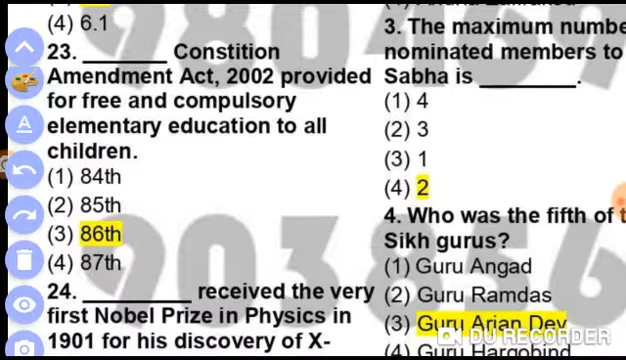 (4) 6.1
23. ________ Constition
Amendment Act, 2002 provided
for free and compulsory
elementary education to all
children.
(1) 84th
(2) 85th
(3) 86th
(4) 87th
24. _________ received the very
first Nobel Prize in Physics in
1901 for his discovery of X-
3. The maximum numbe
nominated members to
Sabha is ________.
(1) 4
(2) 3
(3) 1
(4) 2
4. Who was the fifth of t
Sikh gurus?
(1) Guru Angad
(2) Guru Ramdas
(3) Guru Arjan Dev
(4) Guru Hargobind
DU RECORDER